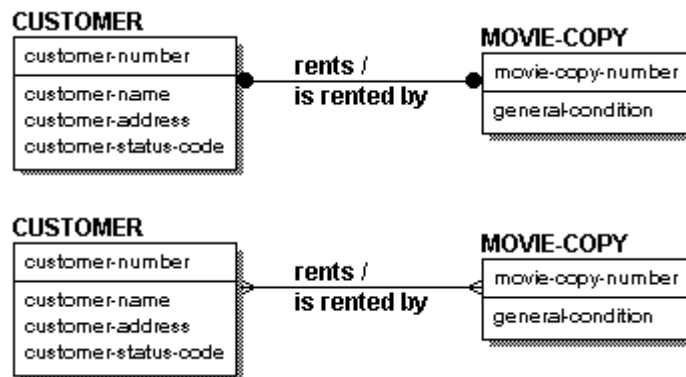 CUSTOMER
customer-number
customer-name
customer-address
customer-status-code
rents /
is rented by
MOVIE-COPY
movie-copy-number
general-condition
CUSTOMER
customer-number
customer-name
customer-address
customer-status-code
rents /
is rented by
MOVIE-COPY
movie-copy-number
general-condition